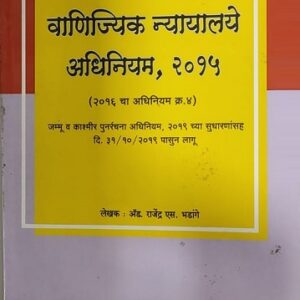 वाणिज्यिक न्यायालये
अधिनियम, २०१५
(२०१६ चा अधिनियम क्र.४)
जम्मू व काश्मीर पुनर्रचना अधिनियम, २०१९ च्या सुधारणांसह
दि. ३१/१०/२०१९ पासुन लागू
लेखक : ॲड. राजेंद्र एस. भडांगे